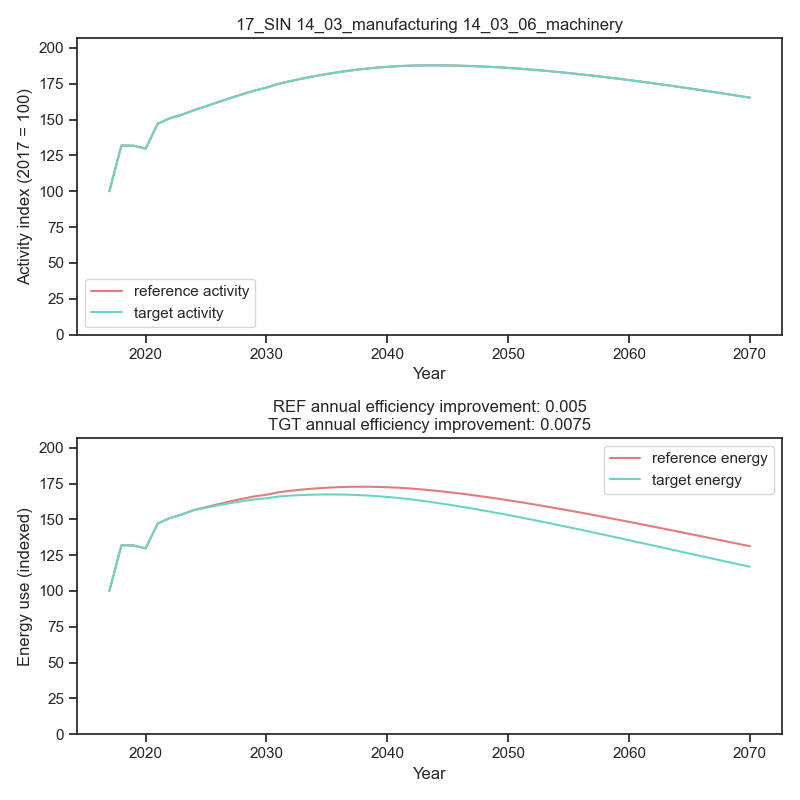 17_SIN 14_03_manufacturing 14_03_06_machinery
200
175
150
125
100
75
50
25
0
Activity index (2017 = 100)
reference activity
target activity
2020 2030 2040 2050 2060 2070
Year
REF annual efficiency improvement: 0.005
TGT annual efficiency improvement: 0.0075
200
175
150
125
100
75
50
25
0
Energy use (indexed)
reference energy
target energy
2020 2030 2040 2050 2060 2070
Year